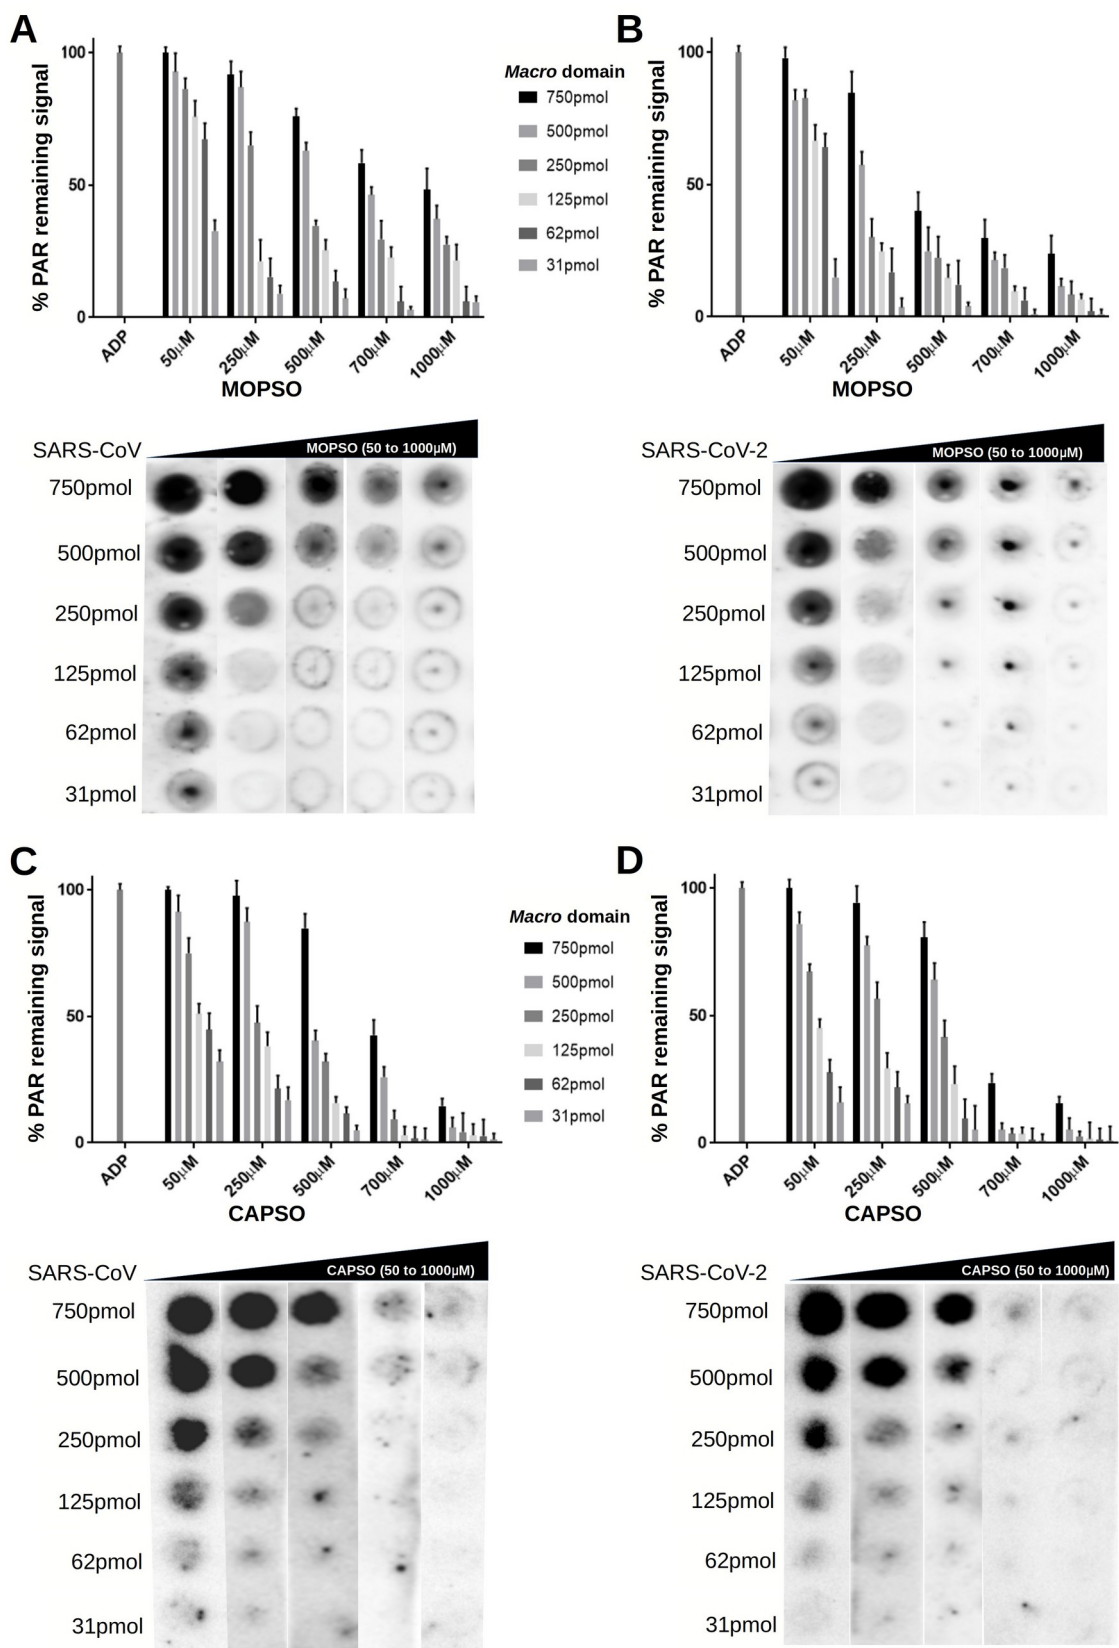 A
% PAR remaining signal
100
50
0
ADP
50μM
250μM
500μM
700μM
1000μM
MOPSO
Macro domain
750pmol
500pmol
250pmol
125pmol
62pmol
31pmol
B
% PAR remaining signal
100
50
0
ADP
50μM
250μM
500μM
700μM
1000μM
MOPSO
SARS-CoV
MOPSO (50 to 1000μM)
750pmol
500pmol
250pmol
125pmol
62pmol
31pmol
SARS-CoV-2
MOPSO (50 to 1000μM)
750pmol
500pmol
250pmol
125pmol
62pmol
31pmol
C
% PAR remaining signal
100
50
0
ADP
50μM
250μM
500μM
700μM
1000μM
CAPSO
Macro domain
750pmol
500pmol
250pmol
125pmol
62pmol
31pmol
D
% PAR remaining signal
100
50
0
ADP
50μM
250μM
500μM
700μM
1000μM
CAPSO
SARS-CoV
CAPSO (50 to 1000μM)
750pmol
500pmol
250pmol
125pmol
62pmol
31pmol
SARS-CoV-2
CAPSO (50 to 1000μM)
750pmol
500pmol
250pmol
125pmol
62pmol
31pmol